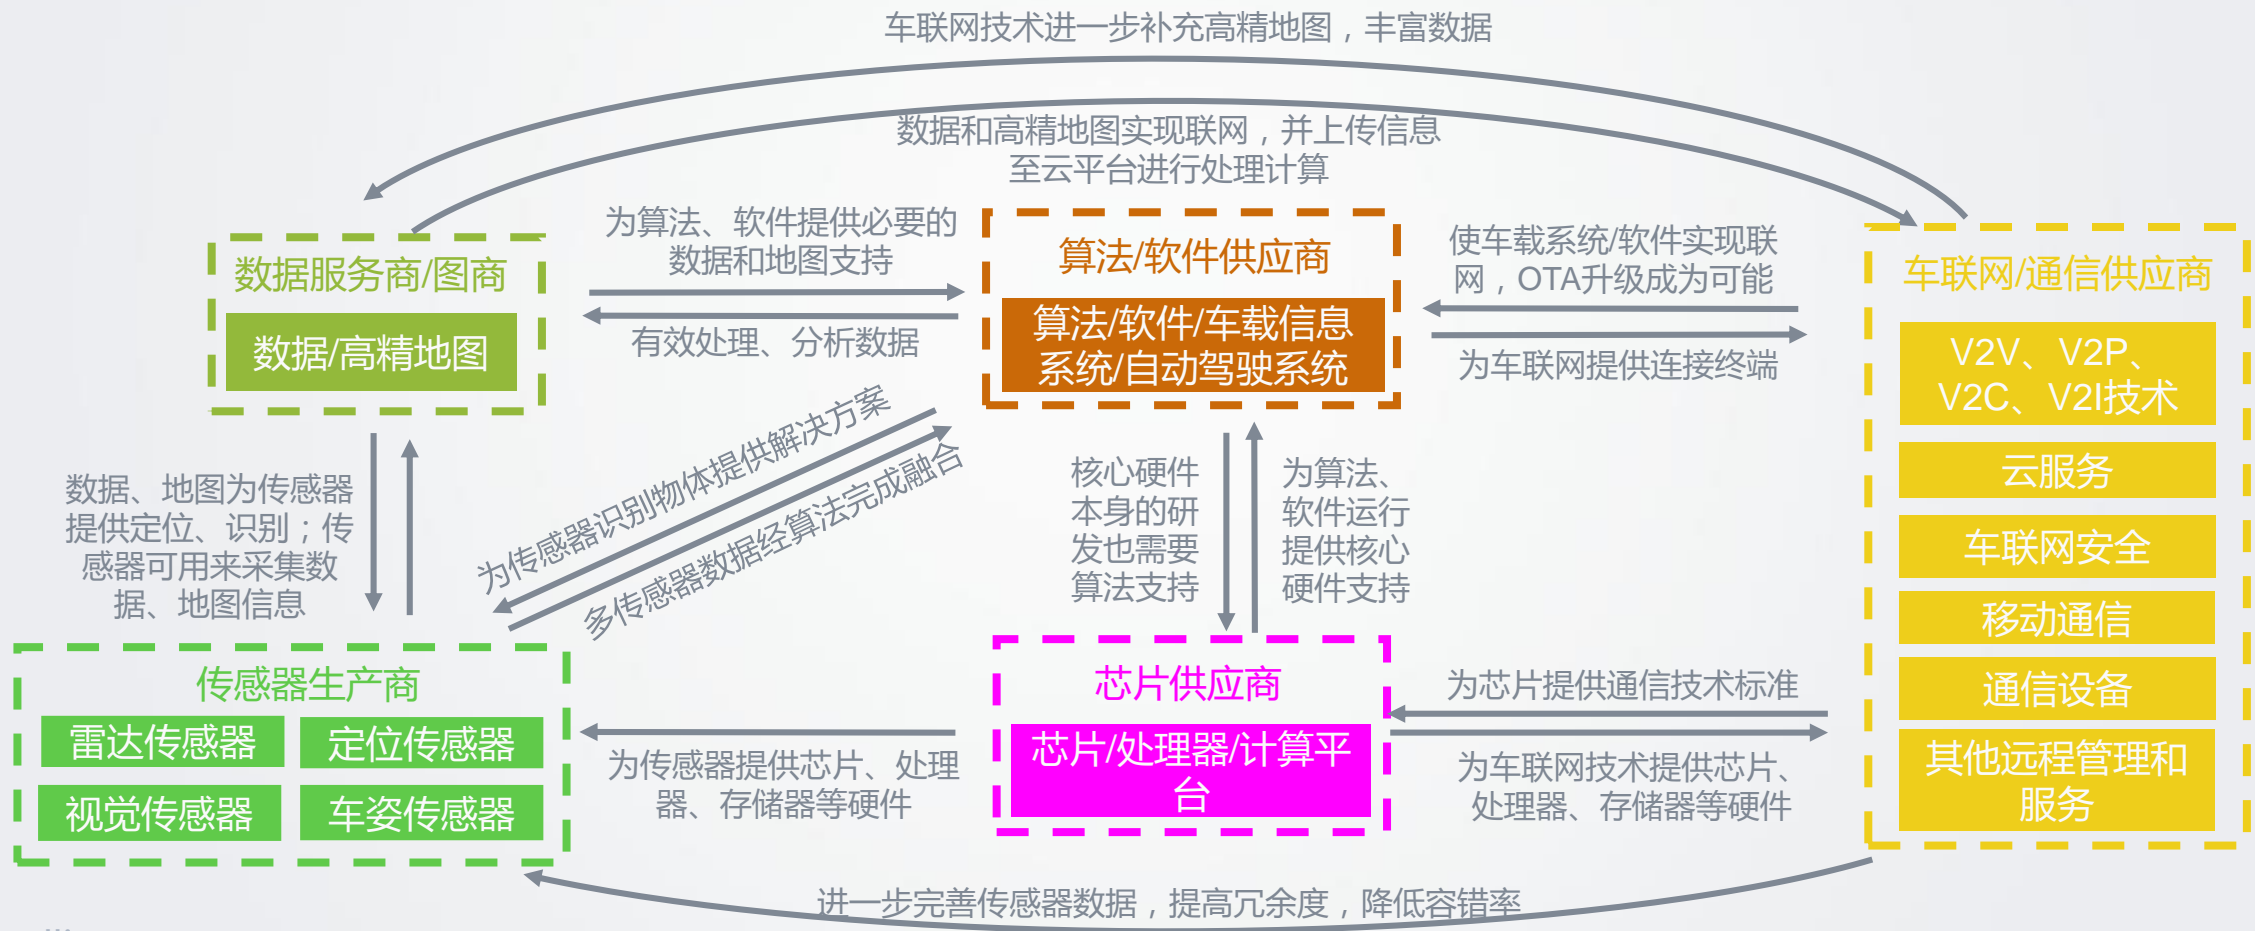 车联网技术进一步补充高精地图，丰富数据
数据和高精地图实现联网，并上传信息
至云平台进行处理计算
为算法、软件提供必要的
数据和地图支持
有效处理、分析数据
使车载系统/软件实现联
网，OTA升级成为可能
为车联网提供连接终端
数据服务商/图商
数据/高精地图
算法/软件供应商
算法/软件/车载信息
系统/自动驾驶系统
车联网/通信供应商
V2V、V2P、
V2C、V2I技术
云服务
车联网安全
移动通信
通信设备
其他远程管理和
服务
数据、地图为传感器
提供定位、识别；传
感器可用来采集数
据、地图信息
为传感器识别物体提供解决方案
多传感器数据经算法完成融合
核心硬件
本身的研
发也需要
算法支持
为算法、
软件运行
提供核心
硬件支持
传感器生产商
雷达传感器
定位传感器
视觉传感器
车姿传感器
为传感器提供芯片、处理
器、存储器等硬件
芯片供应商
芯片/处理器/计算平
台
为芯片提供通信技术标准
为车联网技术提供芯片、
处理器、存储器等硬件
进一步完善传感器数据，提高冗余度，降低容错率
...